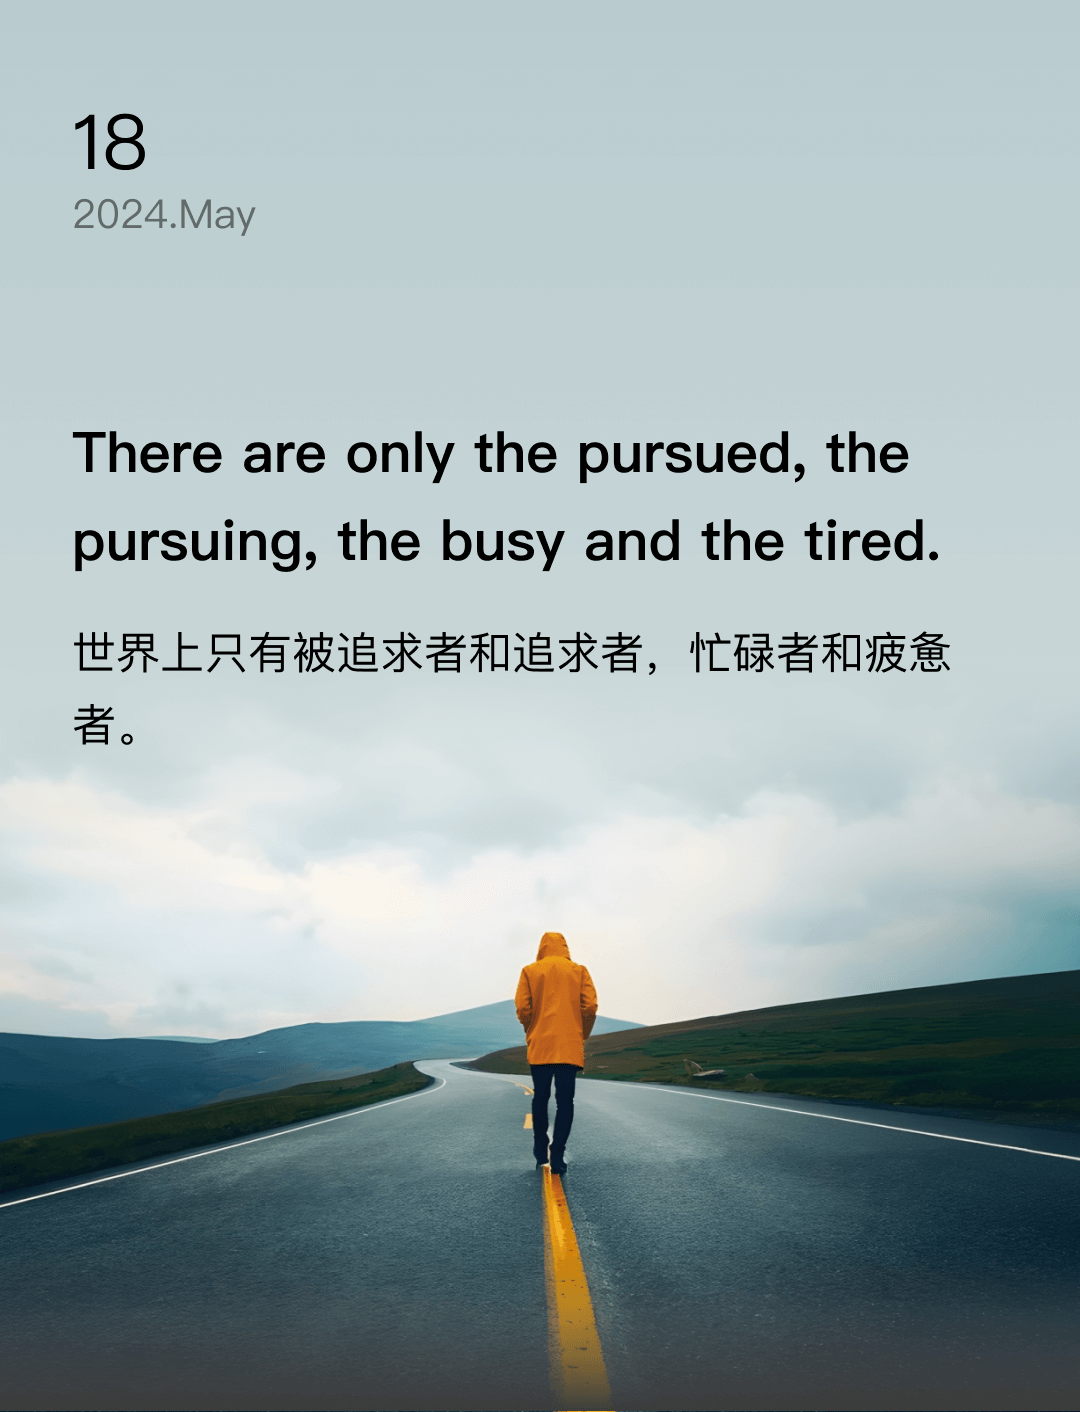 18
2024.May
There are only the pursued, the
pursuing, the busy and the tired.
世界上只有被追求者和追求者，忙碌者和疲惫
者。